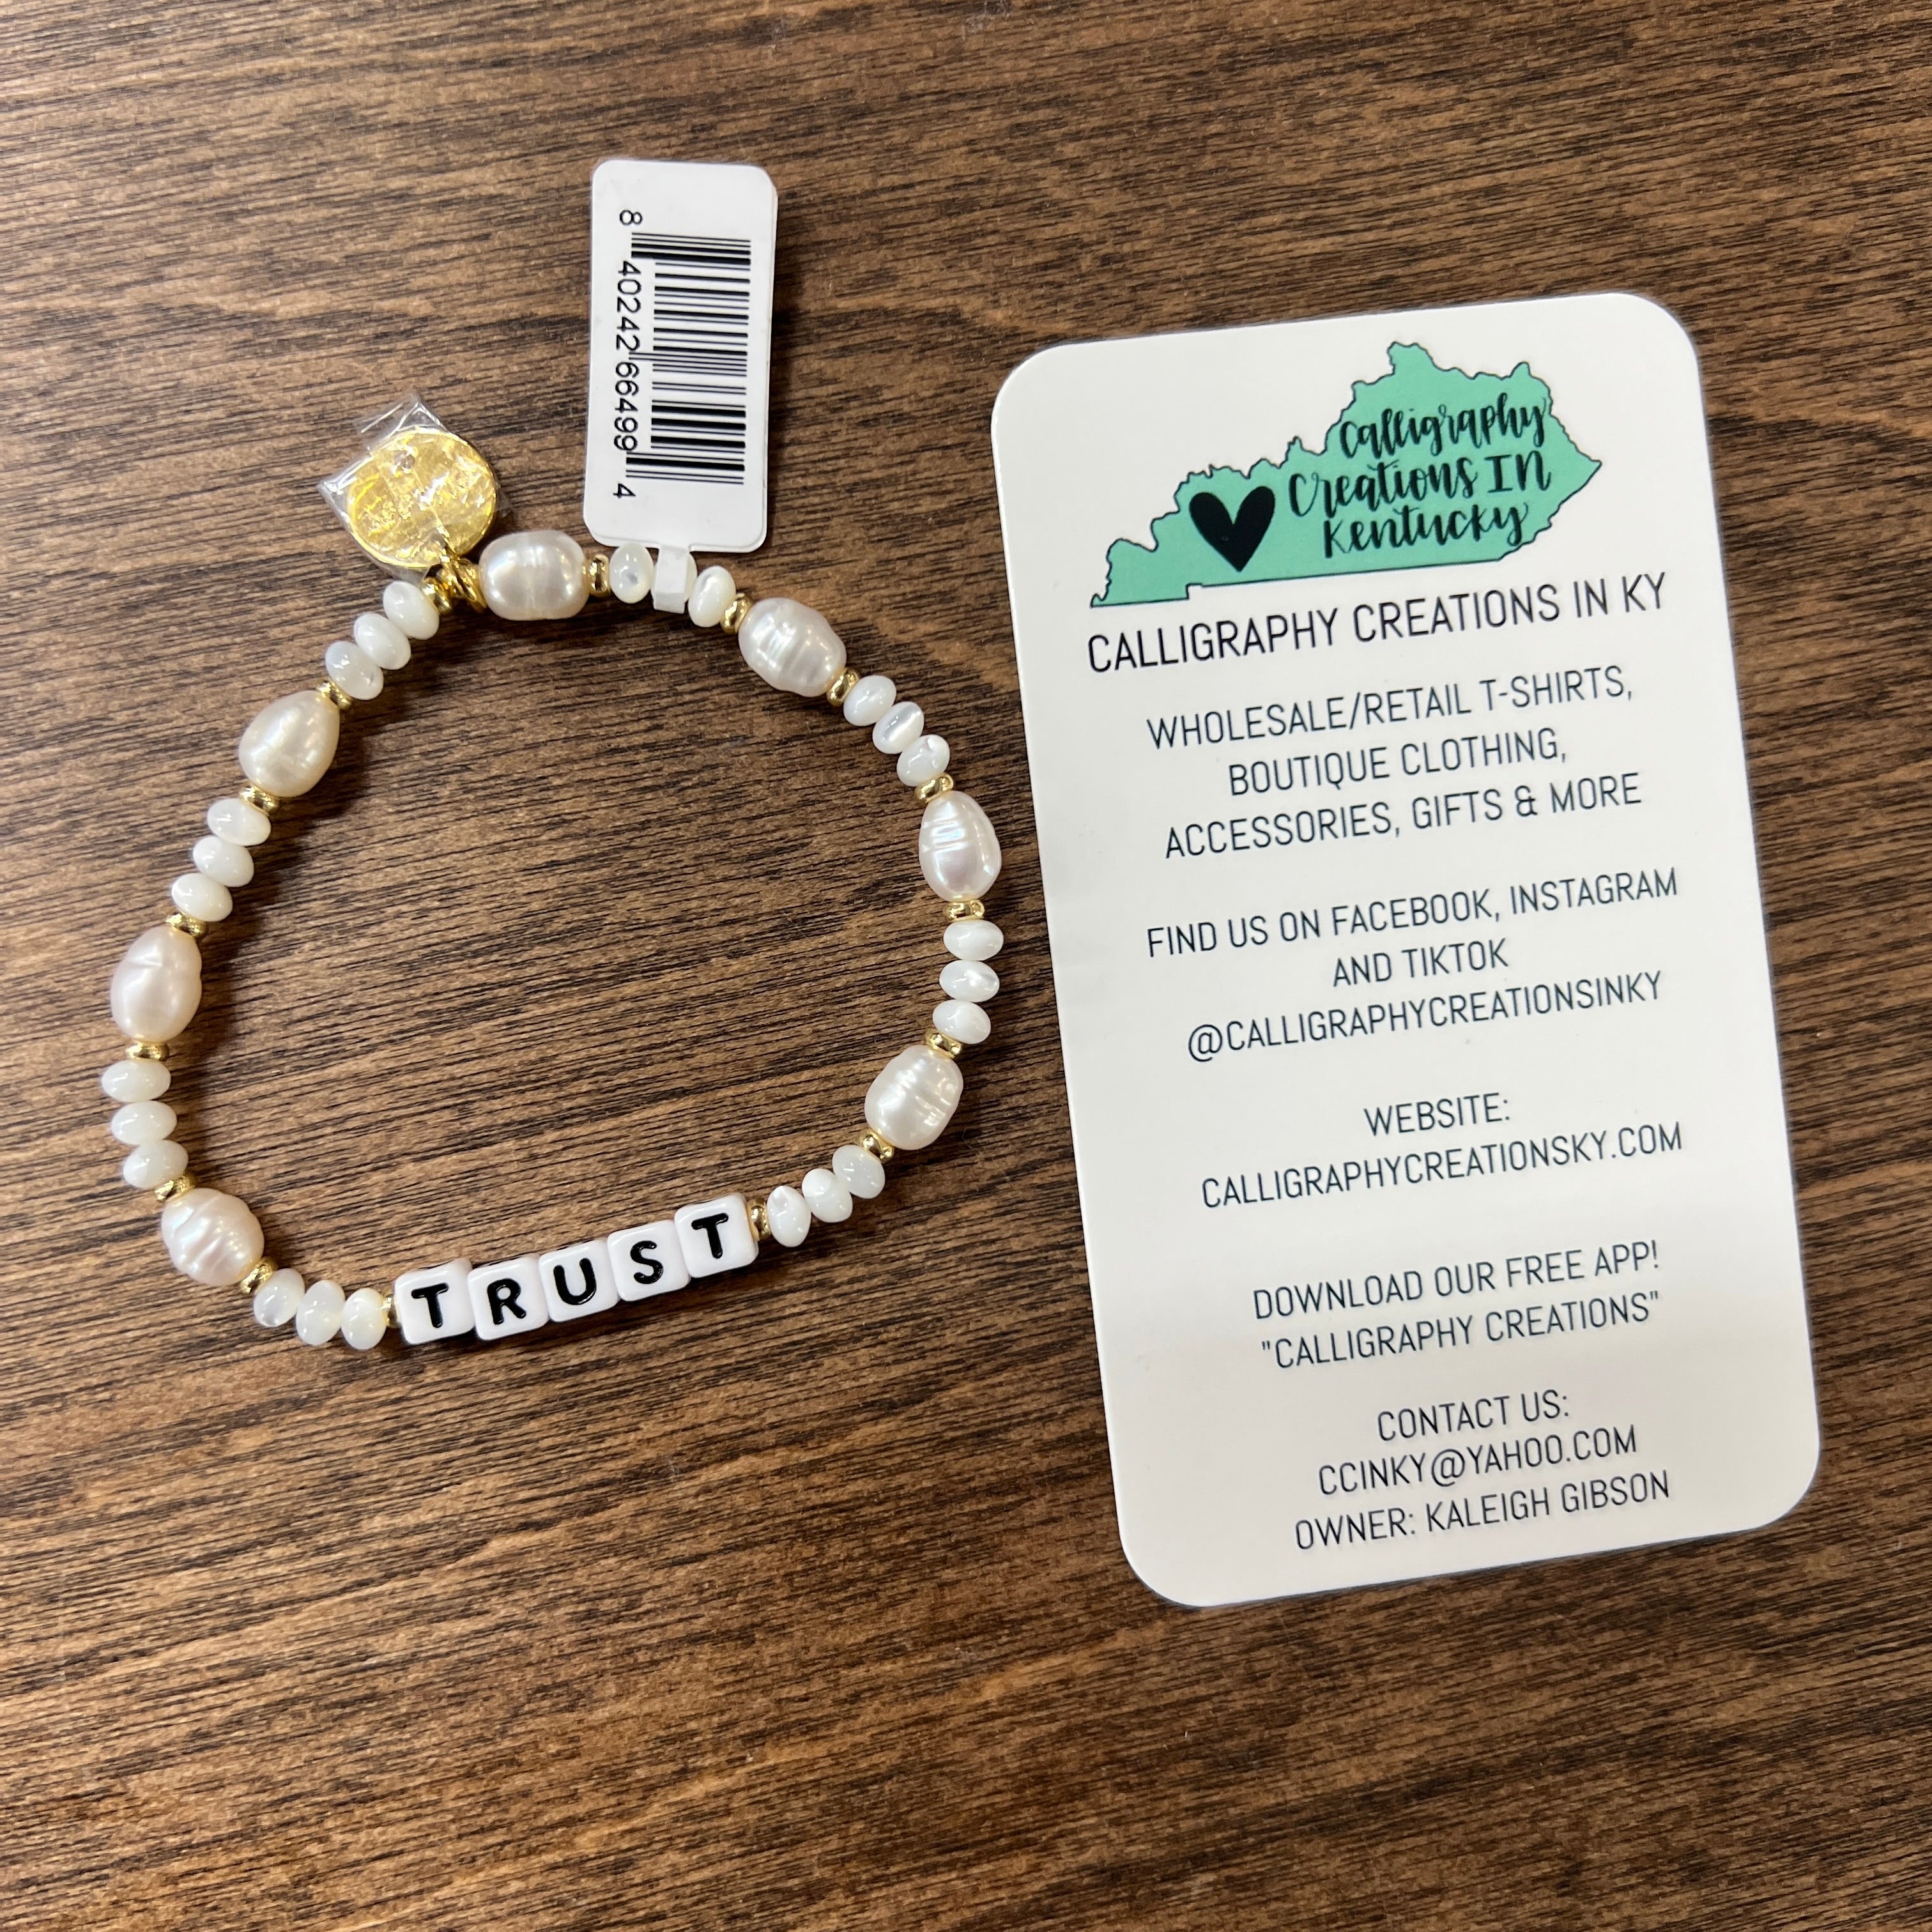 8 40242 66499 4
TRUST
Calligraphy
Creations IN
Kentucky
CALLIGRAPHY CREATIONS IN KY
WHOLESALE/RETAIL T-SHIRTS,
BOUTIQUE CLOTHING,
ACCESSORIES, GIFTS & MORE
FIND US ON FACEBOOK, INSTAGRAM
AND TIKTOK
@CALLIGRAPHYCREATIONSINKY
WEBSITE:
CALLIGRAPHYCREATIONSKY.COM
DOWNLOAD OUR FREE APP!
"CALLIGRAPHY CREATIONS"
CONTACT US:
CCINKY@YAHOO.COM
OWNER: KALEIGH GIBSON